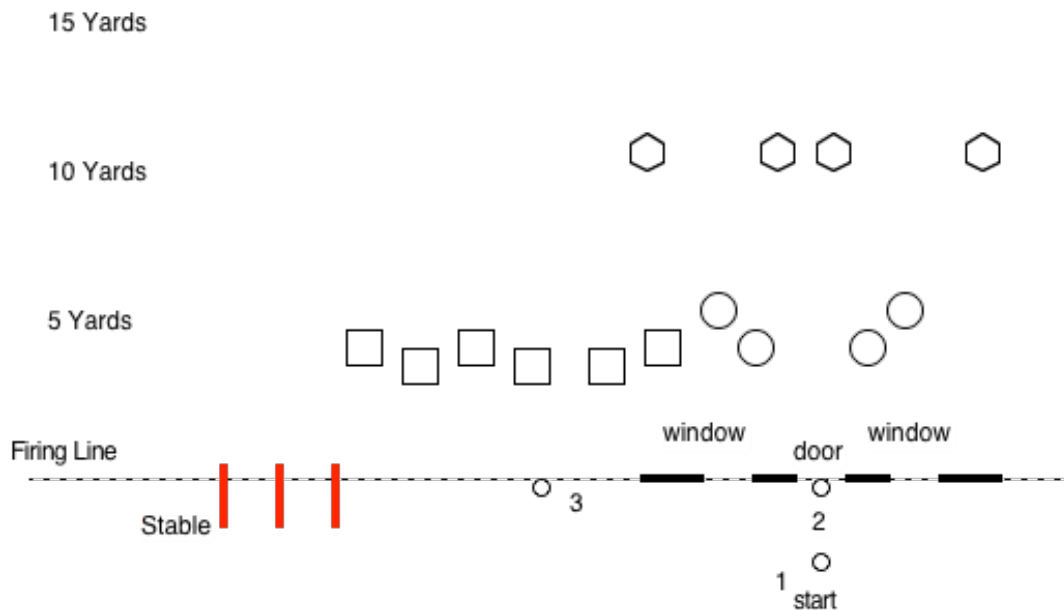 15 Yards
10 Yards
5 Yards
window
window
Firing Line
door
3
Stable
2
1
start